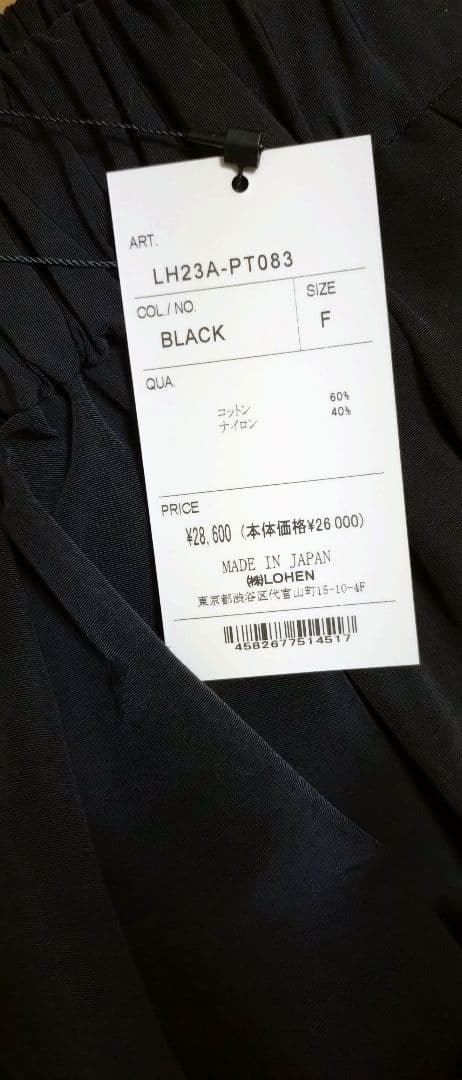 ART.
LH23A-PT083
COL./ NO.
SIZE
BLACK
F
QUA.
コットン 60%
ナイロン 40%
PRICE
¥28,600 (本体価格¥26 000)
MADE IN JAPAN
㈱LOHEN
東京都渋谷区代官山町15-10-4F
4582677514517